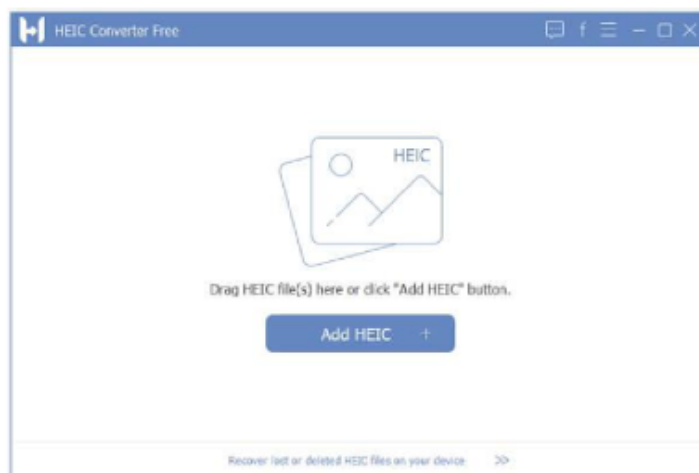 HEIC Converter Free
f
HEIC
Drag HEIC file(s) here or click "Add HEIC" button.
Add HEIC +
Recover lost or deleted HEIC files on your device >>